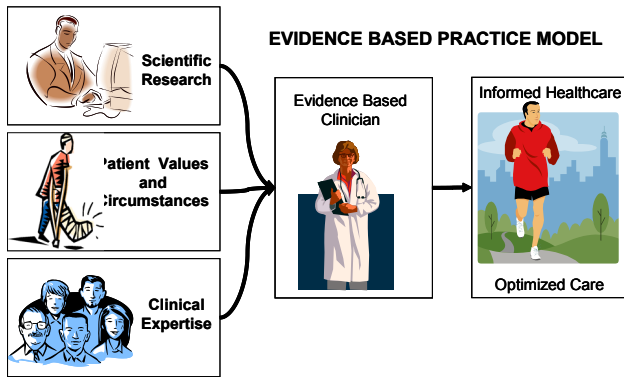 EVIDENCE BASED PRACTICE MODEL
Scientific
Research
Patient Values
and
Circumstances
Clinical
Expertise
Evidence Based
Clinician
Informed Healthcare
Optimized Care